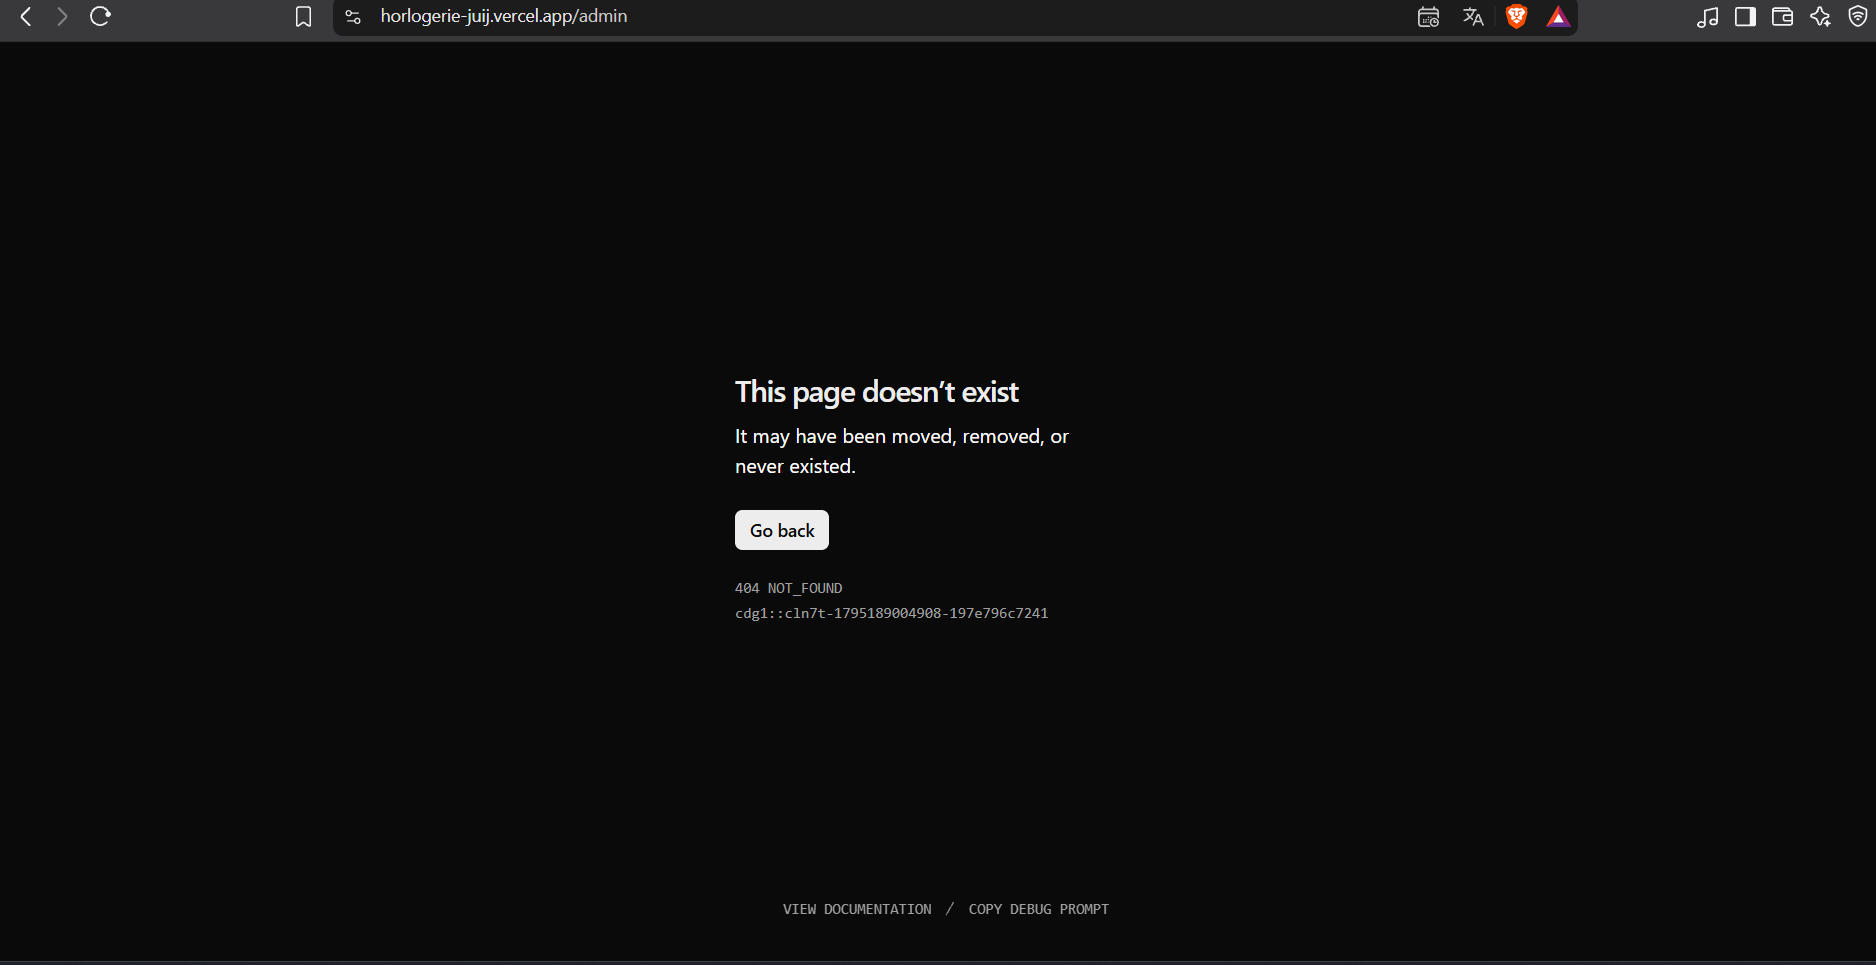 horlogerie-juij.vercel.app/admin
This page doesn’t exist
It may have been moved, removed, or
never existed.
Go back
404 NOT_FOUND
cdg1::cln7t-1795189004908-197e796c7241
VIEW DOCUMENTATION / COPY DEBUG PROMPT